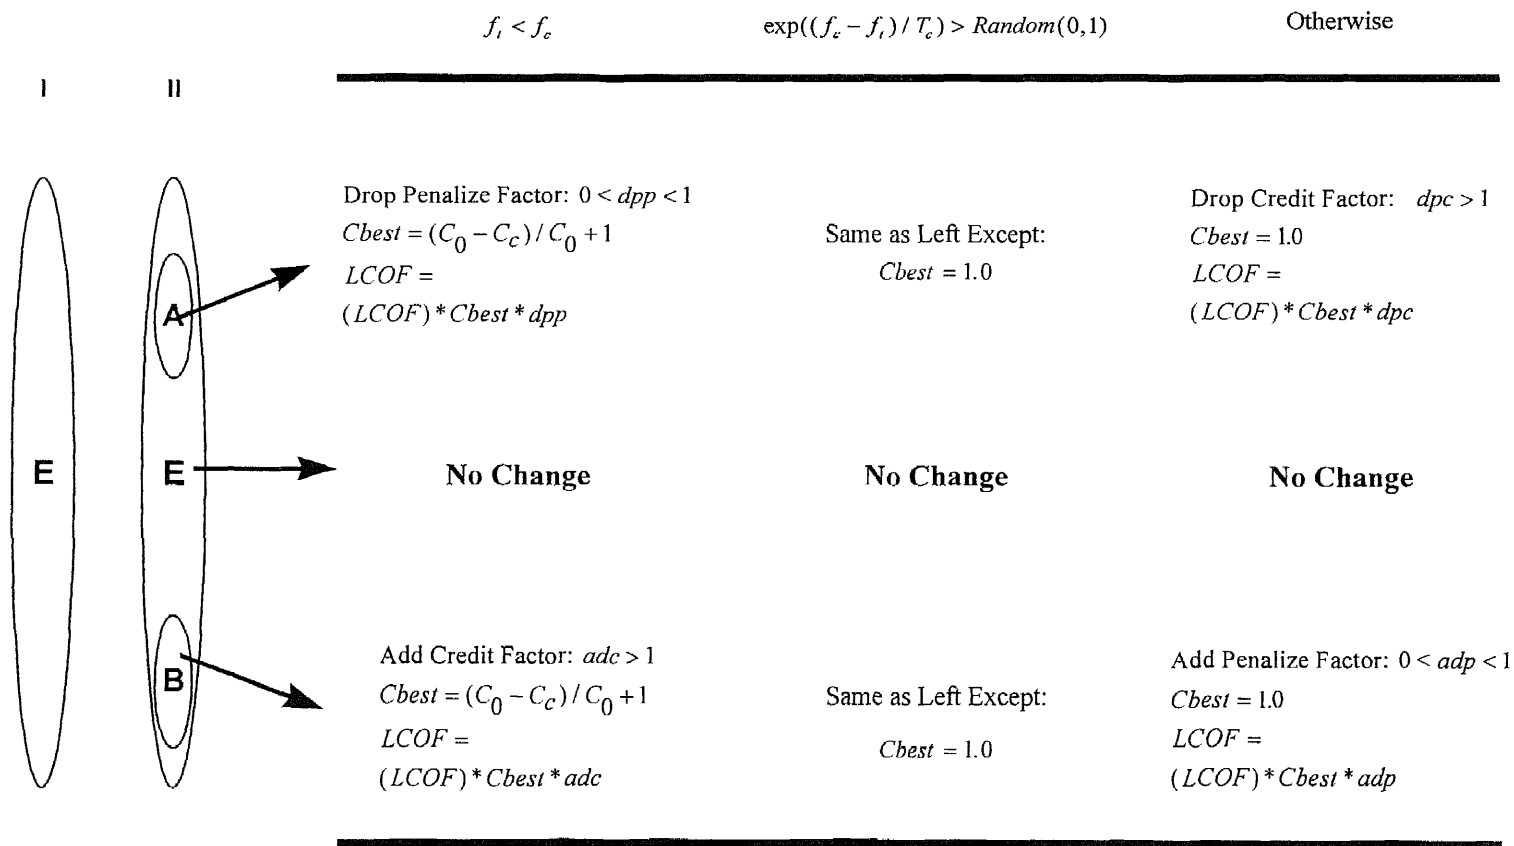 f_t < f_c
exp((f_c − f_t) / T_c) > Random(0,1)
Otherwise
I
II
Drop Penalize Factor: 0 < dpp < 1
Cbest = (C_0 − C_c) / C_0 + 1
LCOF =
(LCOF) * Cbest * dpp
Same as Left Except:
Cbest = 1.0
Drop Credit Factor: dpc > 1
Cbest = 1.0
LCOF =
(LCOF) * Cbest * dpc
A
E
E
No Change
No Change
No Change
B
Add Credit Factor: adc > 1
Cbest = (C_0 − C_c) / C_0 + 1
LCOF =
(LCOF) * Cbest * adc
Same as Left Except:
Cbest = 1.0
Add Penalize Factor: 0 < adp < 1
Cbest = 1.0
LCOF =
(LCOF) * Cbest * adp